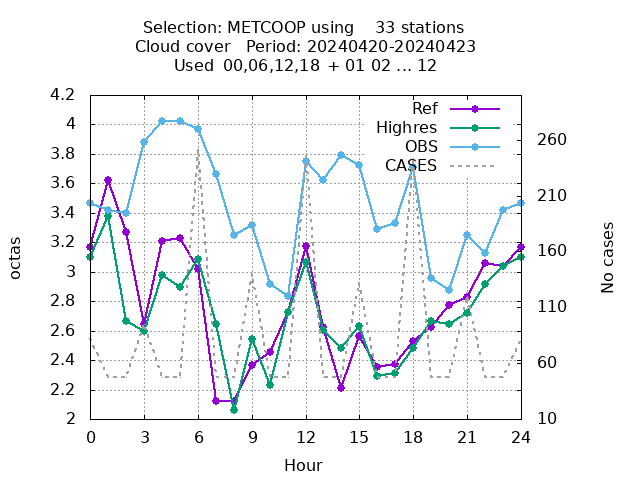 Selection: METCOOP using    33 stations
Cloud cover   Period: 20240420-20240423
Used 00,06,12,18 + 01 02 ... 12
Ref
Highres
OBS
CASES
octas
4.2
4
3.8
3.6
3.4
3.2
3
2.8
2.6
2.4
2.2
2
260
210
160
110
60
10
No cases
0 3 6 9 12 15 18 21 24
Hour